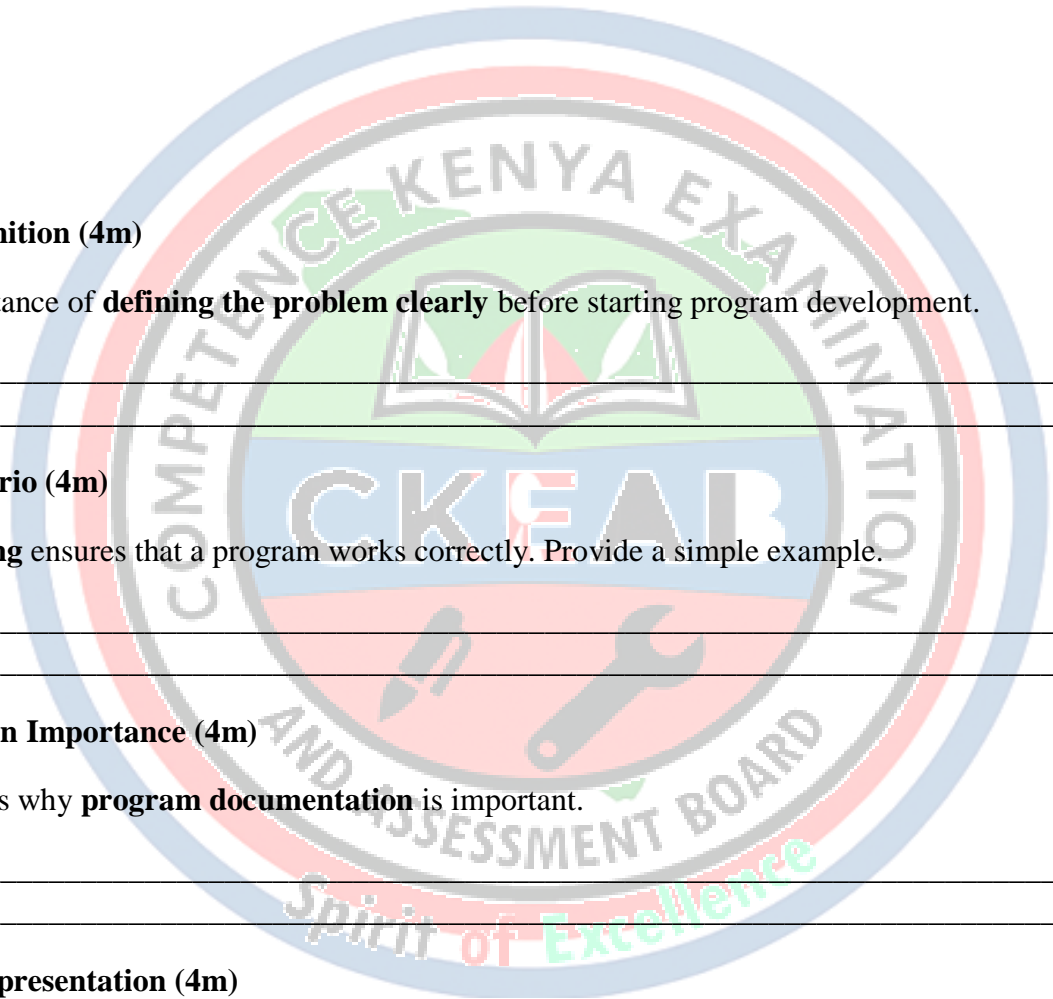 nition (4m)
tance of defining the problem clearly before starting program development.
rio (4m)
ng ensures that a program works correctly. Provide a simple example.
n Importance (4m)
s why program documentation is important.
presentation (4m)
COMPETENCE KENYA EXAMINATION
CKEAB
AND ASSESSMENT BOARD
Spirit of Excellence